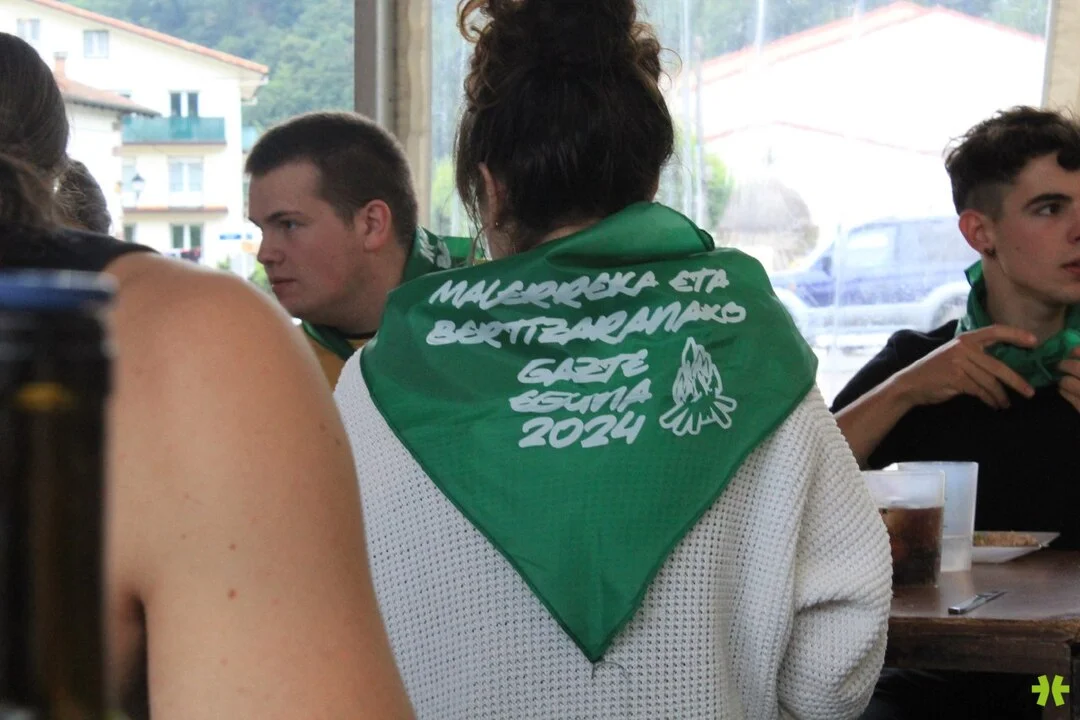 MALERREKA ETA
BERTIZARANAKO
GAZTE
EGUNA
2024